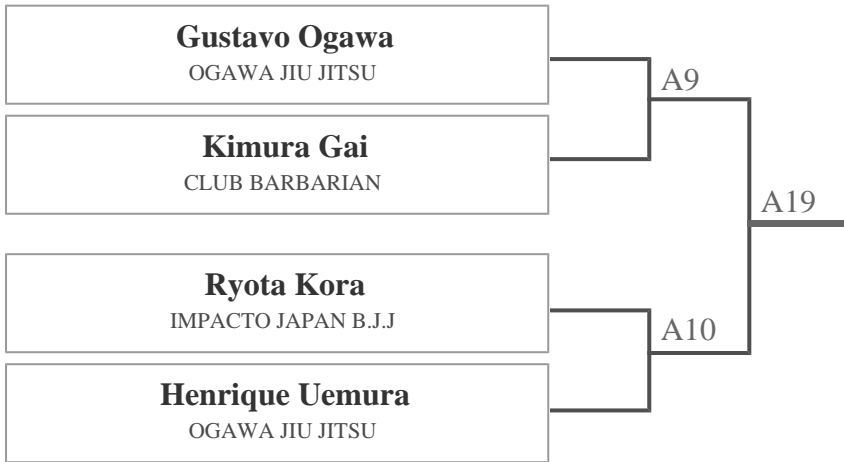 Gustavo Ogawa
OGAWA JIU JITSU
A9
Kimura Gai
CLUB BARBARIAN
A19
Ryota Kora
IMPACTO JAPAN B.J.J
A10
Henrique Uemura
OGAWA JIU JITSU